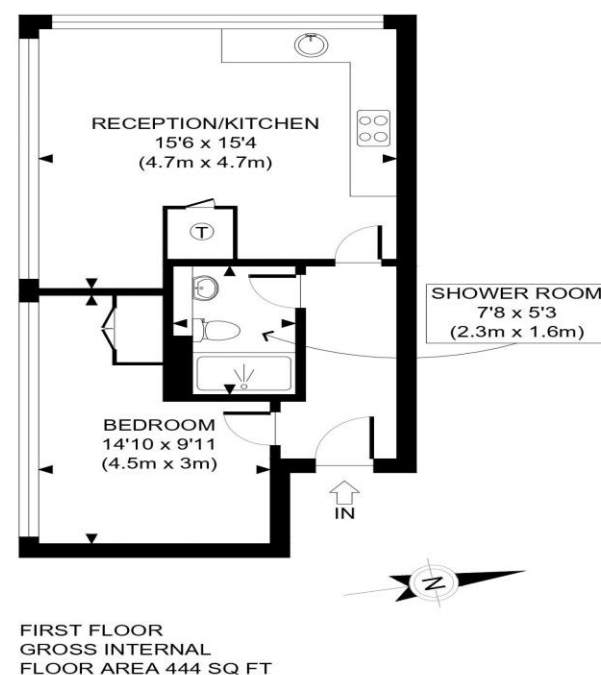 RECEPTION/KITCHEN
15'6 x 15'4
(4.7m x 4.7m)
T
SHOWER ROOM
7'8 x 5'3
(2.3m x 1.6m)
BEDROOM
14'10 x 9'11
(4.5m x 3m)
IN
N
FIRST FLOOR
GROSS INTERNAL
FLOOR AREA 444 SQ FT